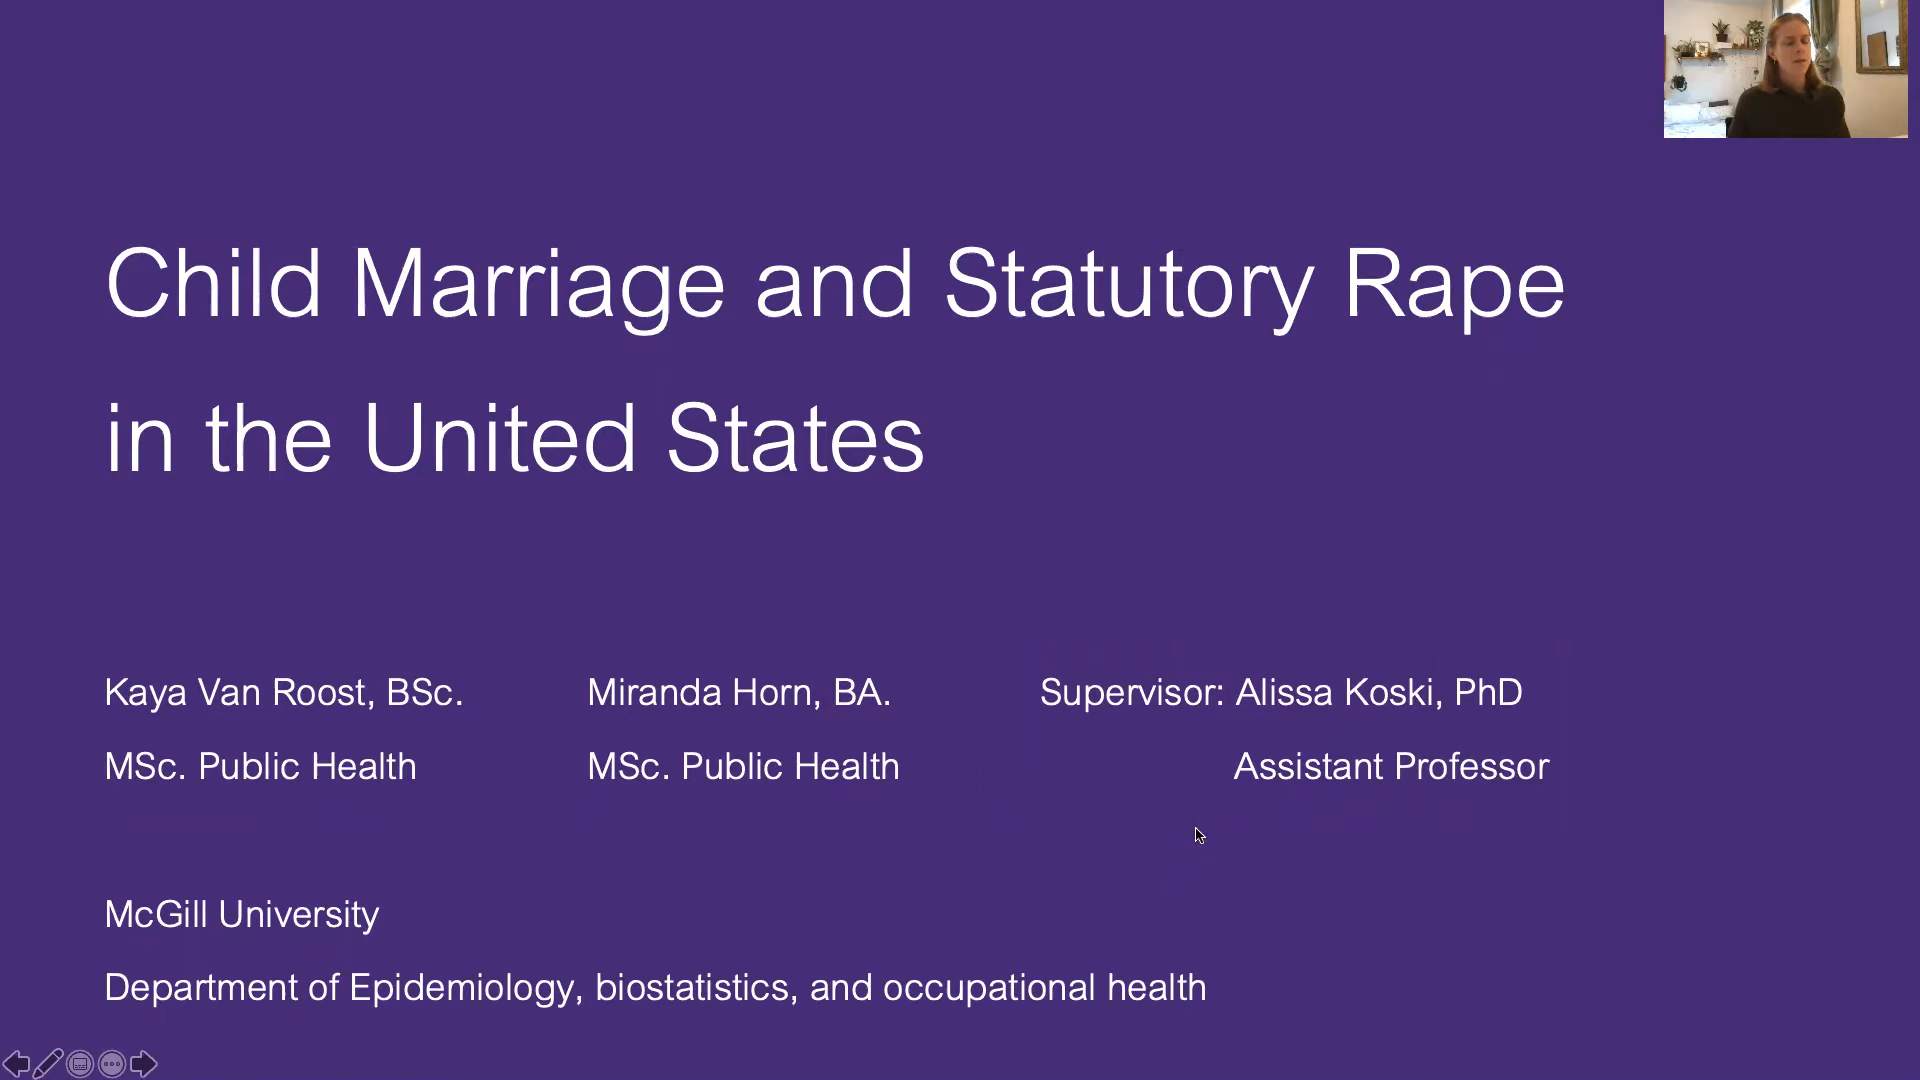 Child Marriage and Statutory Rape
in the United States
Kaya Van Roost, BSc.
MSc. Public Health
Miranda Horn, BA.
MSc. Public Health
Supervisor: Alissa Koski, PhD
Assistant Professor
McGill University
Department of Epidemiology, biostatistics, and occupational health